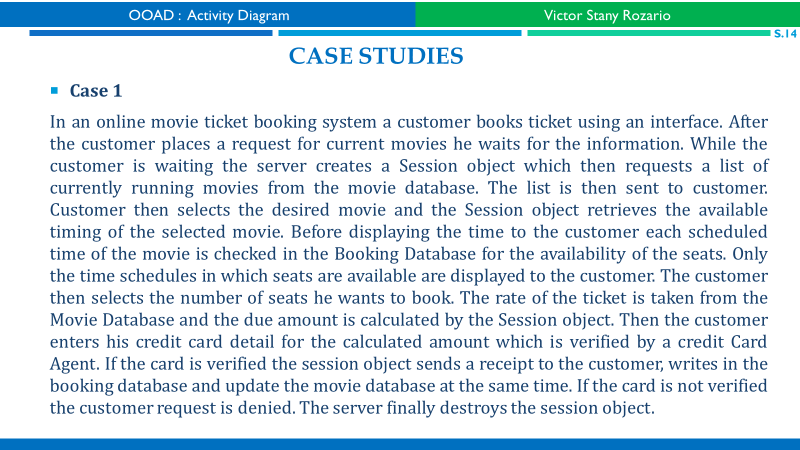 OOAD : Activity Diagram
Victor Stany Rozario
S.14
CASE STUDIES
▪ Case 1
In an online movie ticket booking system a customer books ticket using an interface. After
the customer places a request for current movies he waits for the information. While the
customer is waiting the server creates a Session object which then requests a list of
currently running movies from the movie database. The list is then sent to customer.
Customer then selects the desired movie and the Session object retrieves the available
timing of the selected movie. Before displaying the time to the customer each scheduled
time of the movie is checked in the Booking Database for the availability of the seats. Only
the time schedules in which seats are available are displayed to the customer. The customer
then selects the number of seats he wants to book. The rate of the ticket is taken from the
Movie Database and the due amount is calculated by the Session object. Then the customer
enters his credit card detail for the calculated amount which is verified by a credit Card
Agent. If the card is verified the session object sends a receipt to the customer, writes in the
booking database and update the movie database at the same time. If the card is not verified
the customer request is denied. The server finally destroys the session object.